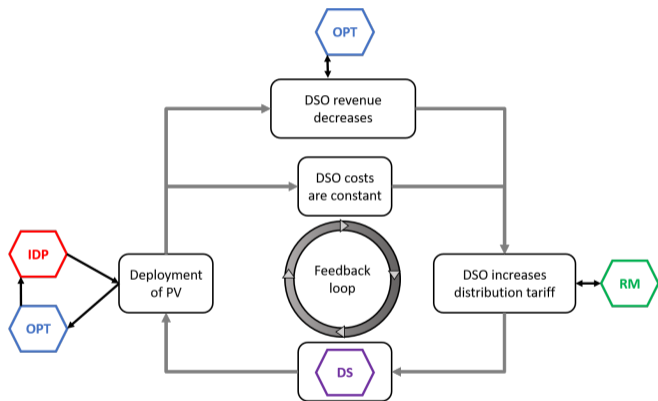 OPT
DSO revenue
decreases
DSO costs
are constant
IDP
Deployment
of PV
Feedback
loop
DSO increases
distribution tariff
RM
OPT
DS